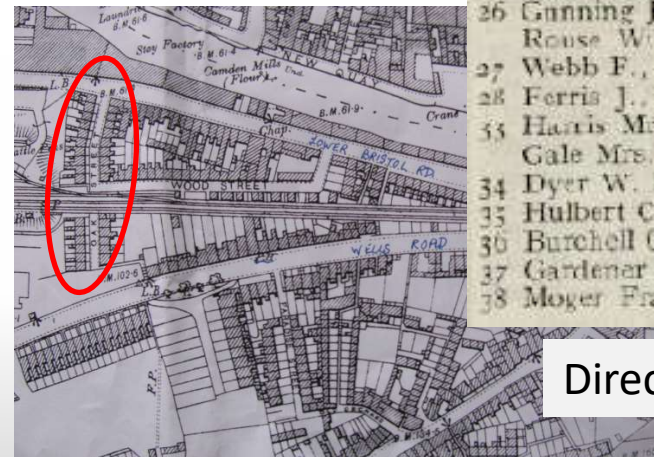 Laundry
B.M. 61·6
Stay Factory
B.M. 61·4
Camden Mills
(Flour)
NEW QUAY
L.B.
B.M. 61·9
Crane
Chap.
LOWER BRISTOL RD
WOOD STREET
OAK STREET
WELLS ROAD
B.M. 102·6
F.P.
26 Gunning J
Rouse W
27 Webb F.,
28 Ferris J.,
33 Harris M
Gale Mrs.
34 Dyer W.
35 Hulbert C
36 Burchell
37 Gardener
38 Moger Fra
Direc